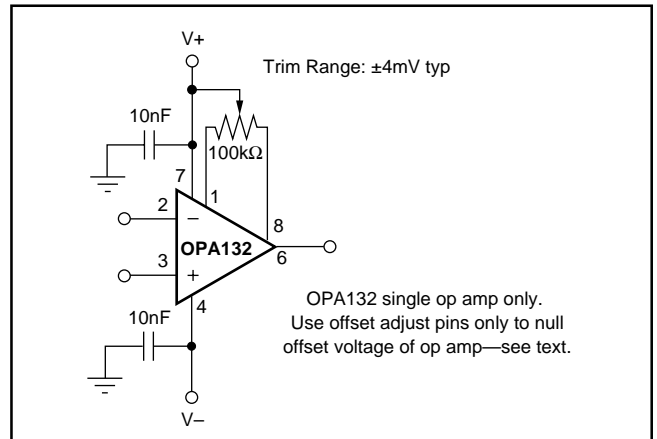 V+
Trim Range: ±4mV typ
10nF
100kΩ
7
1
2
−
8
OPA132
6
3
+
4
OPA132 single op amp only.
Use offset adjust pins only to null
offset voltage of op amp—see text.
10nF
V–